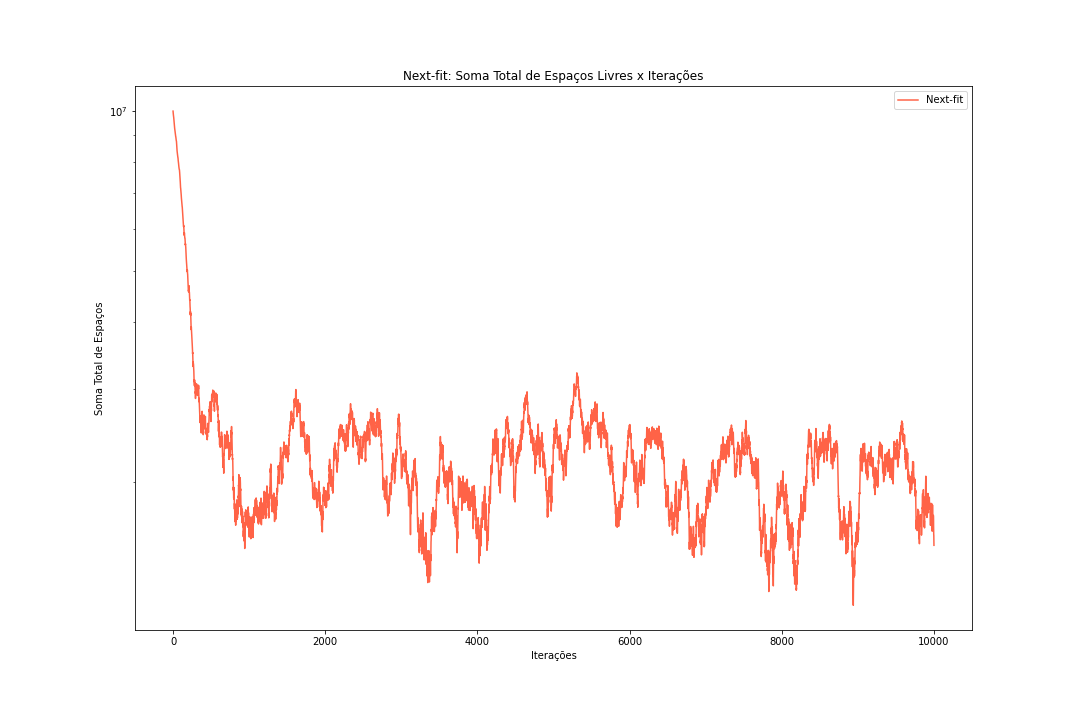 Next-fit: Soma Total de Espaços Livres x Iterações
Next-fit
10^7
Soma Total de Espaços
0 2000 4000 6000 8000 10000
Iterações